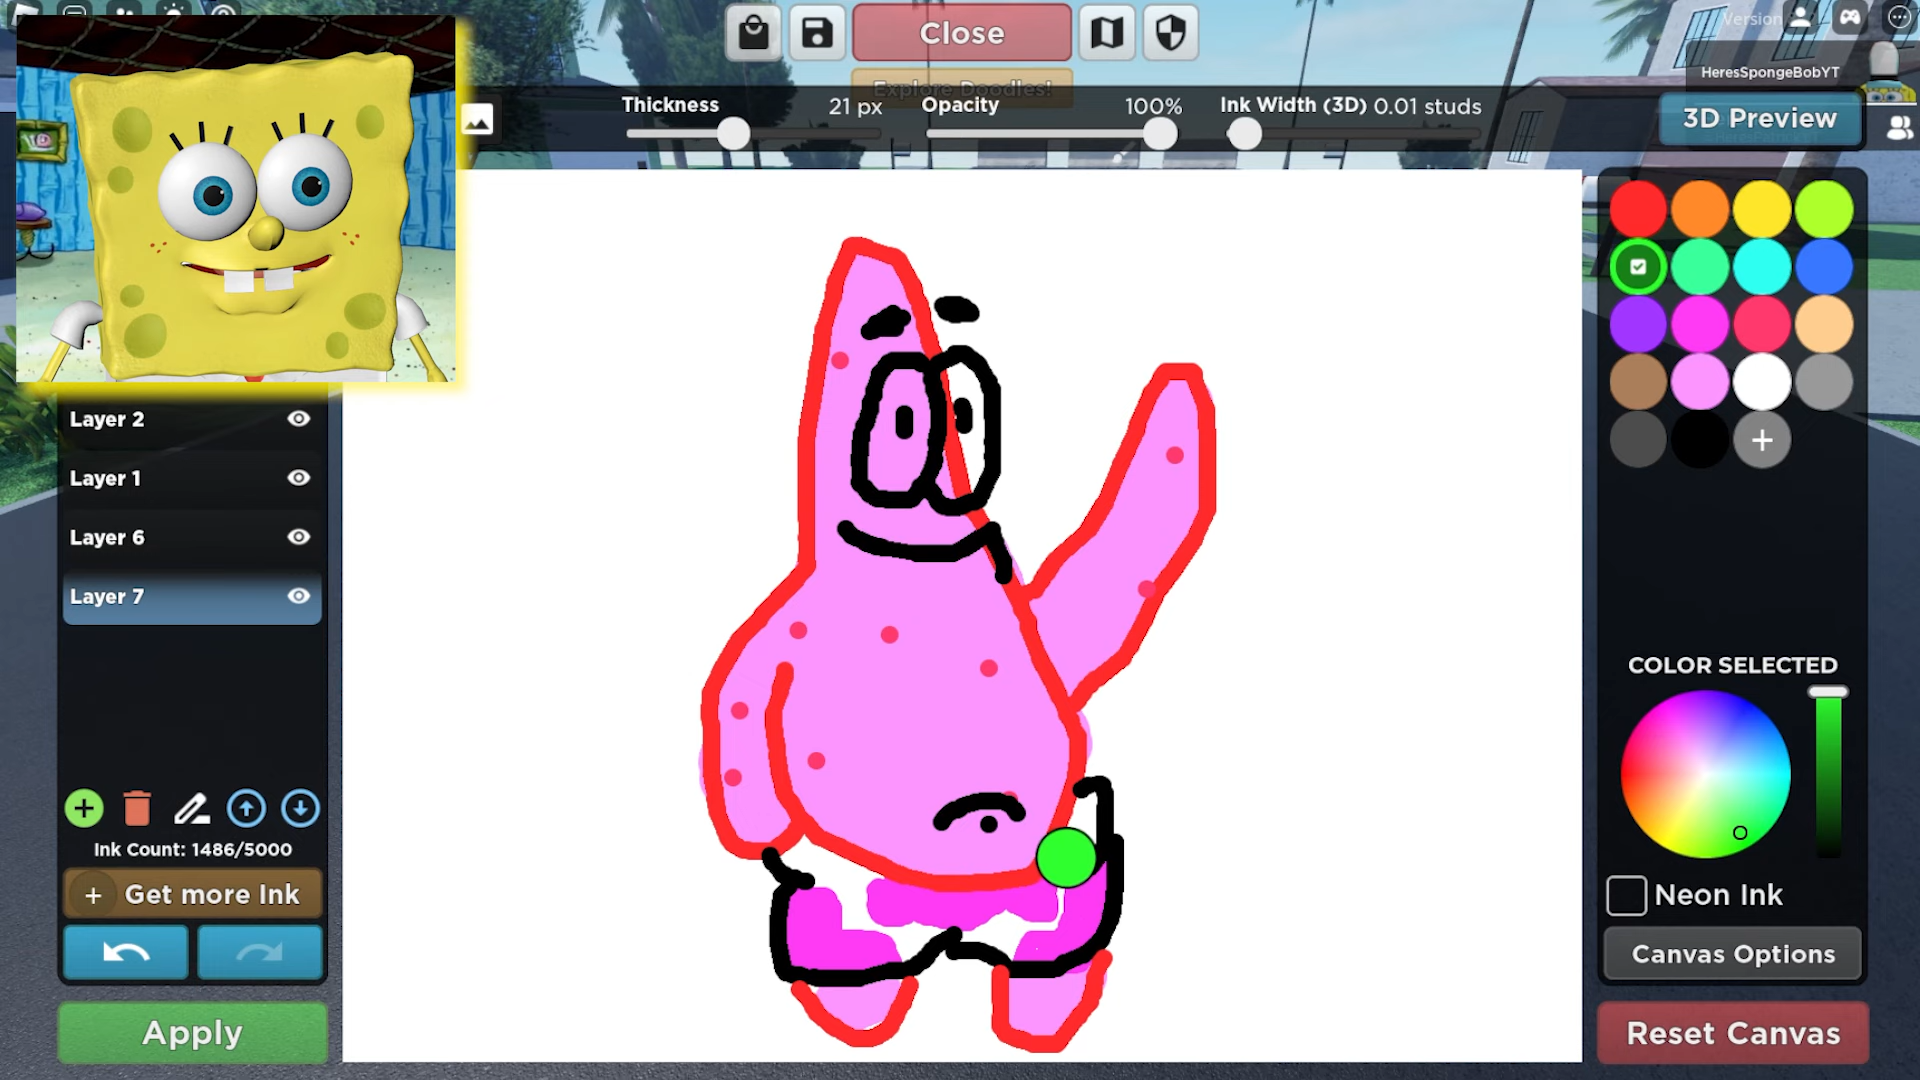 Close
Version
Explore Doodles!
HeresSpongeBobYT
Thickness 21 px
Opacity 100%
Ink Width (3D) 0.01 studs
3D Preview
Layer 2
Layer 1
Layer 6
Layer 7
Ink Count: 1486/5000
+ Get more Ink
Apply
COLOR SELECTED
Neon Ink
Canvas Options
Reset Canvas